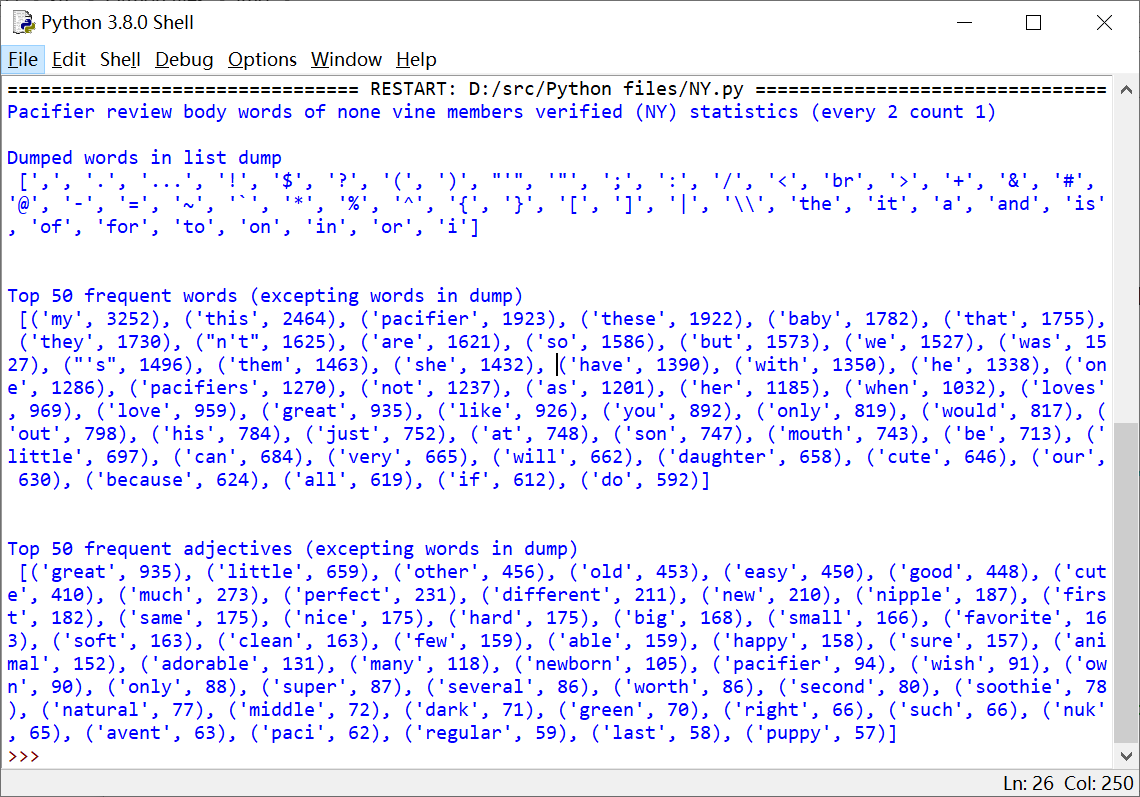 Python 3.8.0 Shell
File Edit Shell Debug Options Window Help
=============================== RESTART: D:/src/Python files/NY.py ===============================
Pacifier review body words of none vine members verified (NY) statistics (every 2 count 1)
Dumped words in list dump
[',', '.', '...', '!', '$', '?', '(', ')', "'", '"', ';', ':', '/', '<', 'br', '>', '+', '&', '#',
'@', '-', '=', '~', '`', '*', '%', '^', '{', '}', '[', ']', '|', '\\', 'the', 'it', 'a', 'and', 'is'
, 'of', 'for', 'to', 'on', 'in', 'or', 'i']
Top 50 frequent words (excepting words in dump)
[('my', 3252), ('this', 2464), ('pacifier', 1923), ('these', 1922), ('baby', 1782), ('that', 1755),
('they', 1730), ("n't", 1625), ('are', 1621), ('so', 1586), ('but', 1573), ('we', 1527), ('was', 15
27), ("'s", 1496), ('them', 1463), ('she', 1432), ('have', 1390), ('with', 1350), ('he', 1338), ('on
e', 1286), ('pacifiers', 1270), ('not', 1237), ('as', 1201), ('her', 1185), ('when', 1032), ('loves'
, 969), ('love', 959), ('great', 935), ('like', 926), ('you', 892), ('only', 819), ('would', 817), (
'out', 798), ('his', 784), ('just', 752), ('at', 748), ('son', 747), ('mouth', 743), ('be', 713), ('
little', 697), ('can', 684), ('very', 665), ('will', 662), ('daughter', 658), ('cute', 646), ('our',
630), ('because', 624), ('all', 619), ('if', 612), ('do', 592)]
Top 50 frequent adjectives (excepting words in dump)
[('great', 935), ('little', 659), ('other', 456), ('old', 453), ('easy', 450), ('good', 448), ('cut
e', 410), ('much', 273), ('perfect', 231), ('different', 211), ('new', 210), ('nipple', 187), ('firs
t', 182), ('same', 175), ('nice', 175), ('hard', 175), ('big', 168), ('small', 166), ('favorite', 16
3), ('soft', 163), ('clean', 163), ('few', 159), ('able', 159), ('happy', 158), ('sure', 157), ('ani
mal', 152), ('adorable', 131), ('many', 118), ('newborn', 105), ('pacifier', 94), ('wish', 91), ('ow
n', 90), ('only', 88), ('super', 87), ('several', 86), ('worth', 86), ('second', 80), ('soothie', 78
), ('natural', 77), ('middle', 72), ('dark', 71), ('green', 70), ('right', 66), ('such', 66), ('nuk'
, 65), ('avent', 63), ('paci', 62), ('regular', 59), ('last', 58), ('puppy', 57)]
>>>
Ln: 26 Col: 250